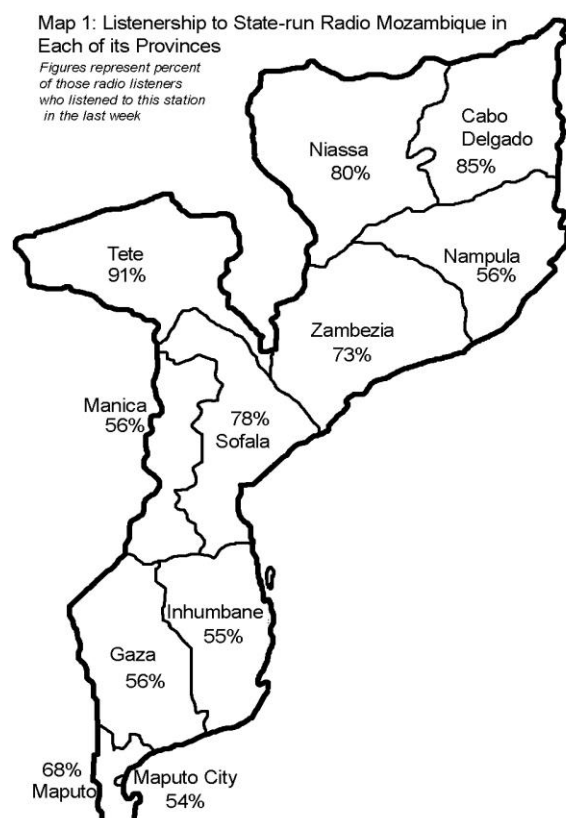 Map 1: Listenership to State-run Radio Mozambique in
Each of its Provinces
Figures represent percent
of those radio listeners
who listened to this station
in the last week
Cabo
Delgado
85%
Niassa
80%
Tete
91%
Nampula
56%
Zambezia
73%
Manica
56%
78%
Sofala
Inhumbane
55%
Gaza
56%
68%
Maputo
Maputo City
54%